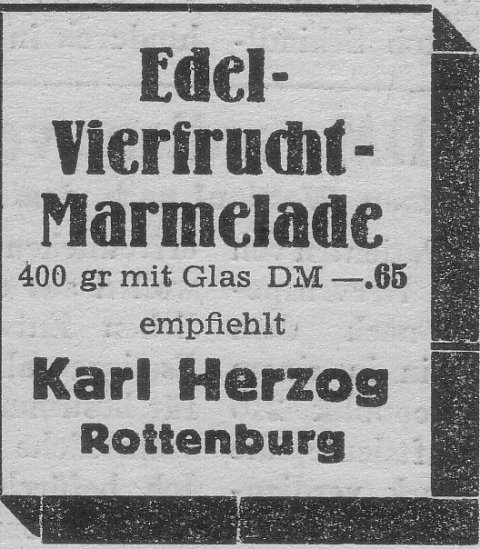 Edel-
Vierfrucht-
Marmelade
400 gr mit Glas DM —.65
empfiehlt
Karl Herzog
Rottenburg